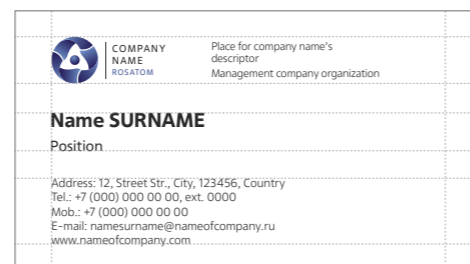 COMPANY
NAME
ROSATOM
Place for company name's
descriptor
Management company organization
Name SURNAME
Position
Address: 12, Street Str., City, 123456, Country
Tel.: +7 (000) 000 00 00, ext. 0000
Mob.: +7 (000) 000 00 00
E-mail: namesurname@nameofcompany.ru
www.nameofcompany.com